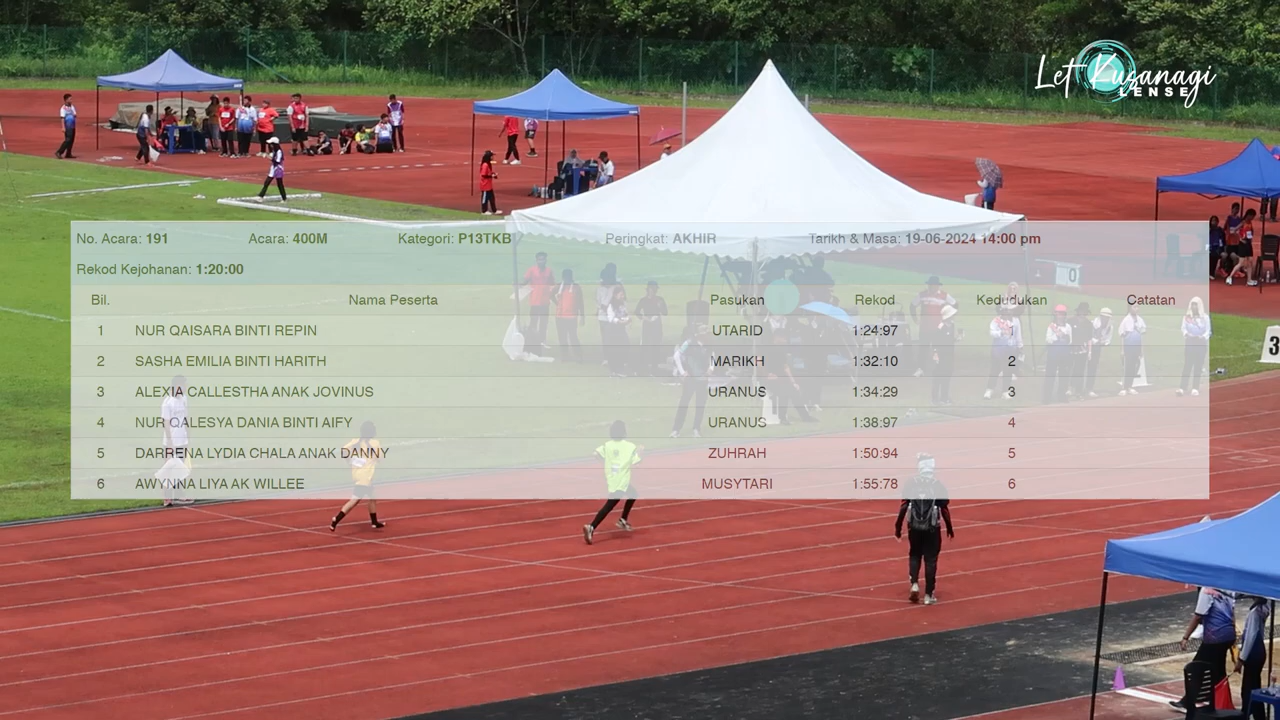 Let Kusanagi
LENSE
No. Acara: 191 Acara: 400M Kategori: P13TKB Peringkat: AKHIR Tarikh & Masa: 19-06-2024 14:00 pm
Rekod Kejohanan: 1:20:00
Bil. Nama Peserta Pasukan Rekod Kedudukan Catatan
1 NUR QAISARA BINTI REPIN UTARID 1:24:97 1
2 SASHA EMILIA BINTI HARITH MARIKH 1:32:10 2
3 ALEXIA CALLESTHA ANAK JOVINUS URANUS 1:34:29 3
4 NUR QALESYA DANIA BINTI AIFY URANUS 1:38:97 4
5 DARRENA LYDIA CHALA ANAK DANNY ZUHRAH 1:50:94 5
6 AWYNNA LIYA AK WILLEE MUSYTARI 1:55:78 6
0
3